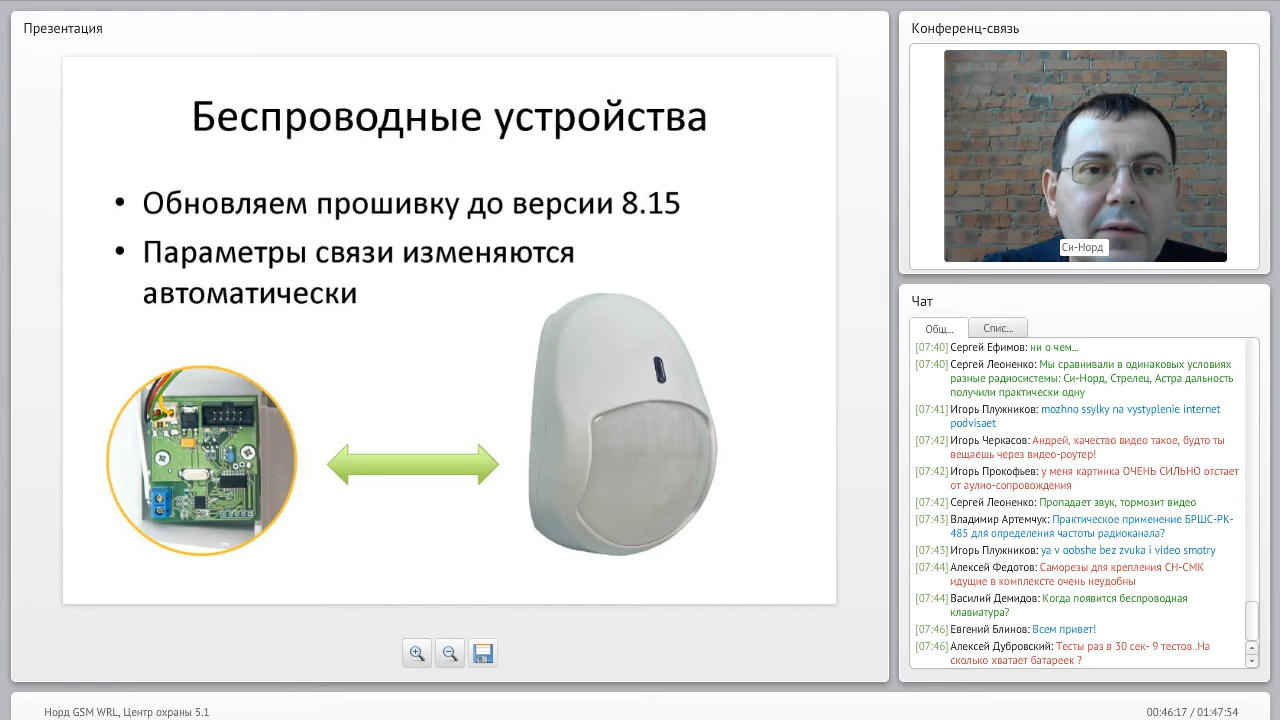 Презентация
Беспроводные устройства
• Обновляем прошивку до версии 8.15
• Параметры связи изменяются
автоматически
Конференц-связь
Си-Норд
Чат
Общ...
Спис...
[07:40] Сергей Ефимов: ни о чем...
[07:40] Сергей Леоненко: Мы сравнивали в одинаковых условиях
разные радиосистемы: Си-Норд, Стрелец, Астра дальность
получили практически одну
[07:41] Игорь Плужников: mozhno ssylky na vystyplenie internet
podvisaet
[07:42] Игорь Черкасов: Андрей, качество видео такое, будто ты
вещаешь через видео-роутер!
[07:42] Игорь Прокофьев: у меня картинка ОЧЕНЬ СИЛЬНО отстает
от аулио-сопровождения
[07:42] Сергей Леоненко: Пропадает звук, тормозит видео
[07:43] Владимир Артемчук: Практическое применение БРШС-РК-
485 для определения частоты радиоканала?
[07:43] Игорь Плужников: ya v oobshe bez zvuka i video smotry
[07:44] Алексей Федотов: Саморезы для крепления СН-СМК
идущие в комплексте очень неудобны
[07:44] Василий Демидов: Когда появится беспроводная
клавиатура?
[07:46] Евгений Блинов: Всем привет!
[07:46] Алексей Дубровский: Тесты раз в 30 сек- 9 тестов .На
сколько хватает батареек ?
Норд GSM WRL, Центр охраны 5.1
00:46:17 / 01:47:54